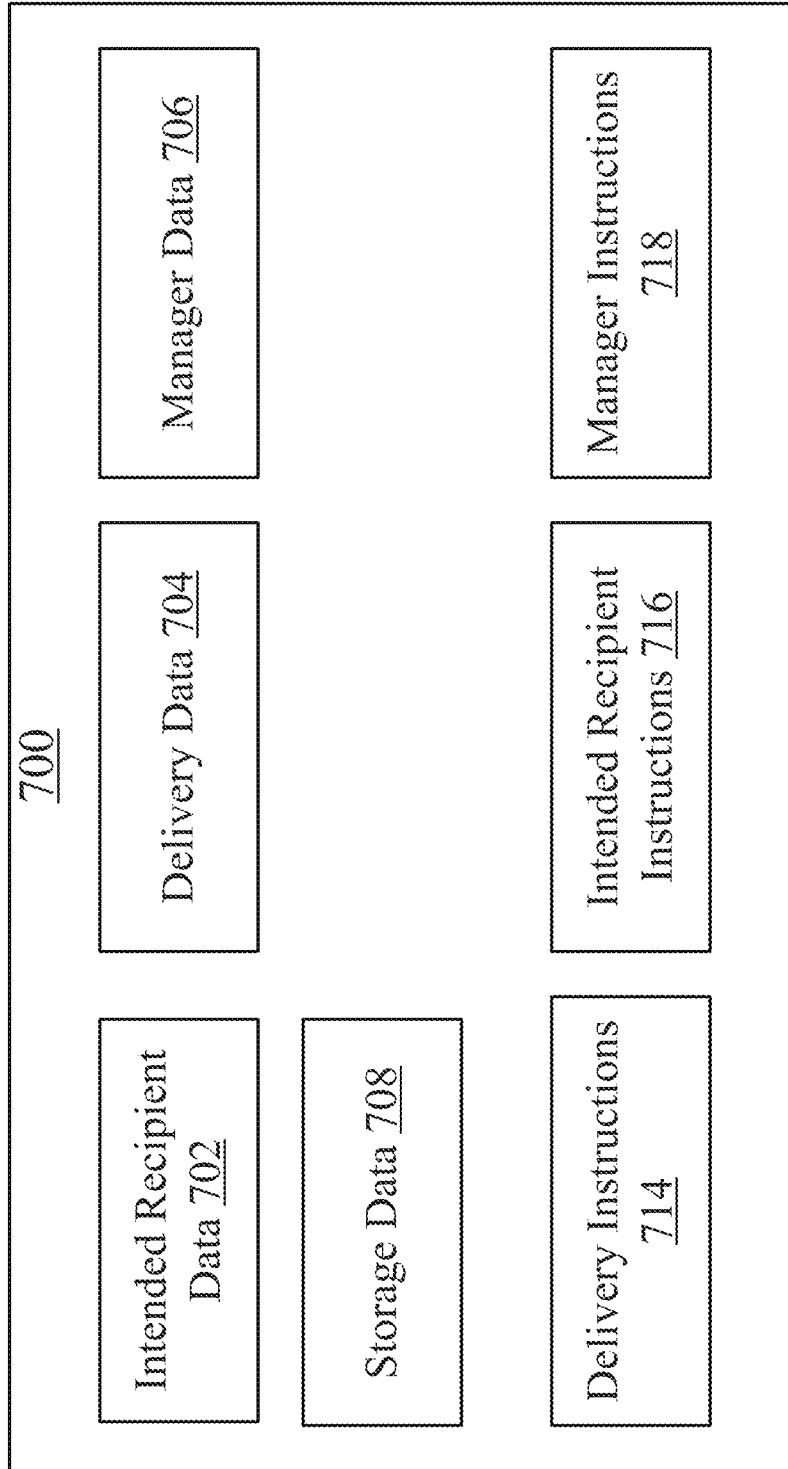 700
Intended Recipient
Data 702
Delivery Data 704
Manager Data 706
Storage Data 708
Delivery Instructions
714
Intended Recipient
Instructions 716
Manager Instructions
718